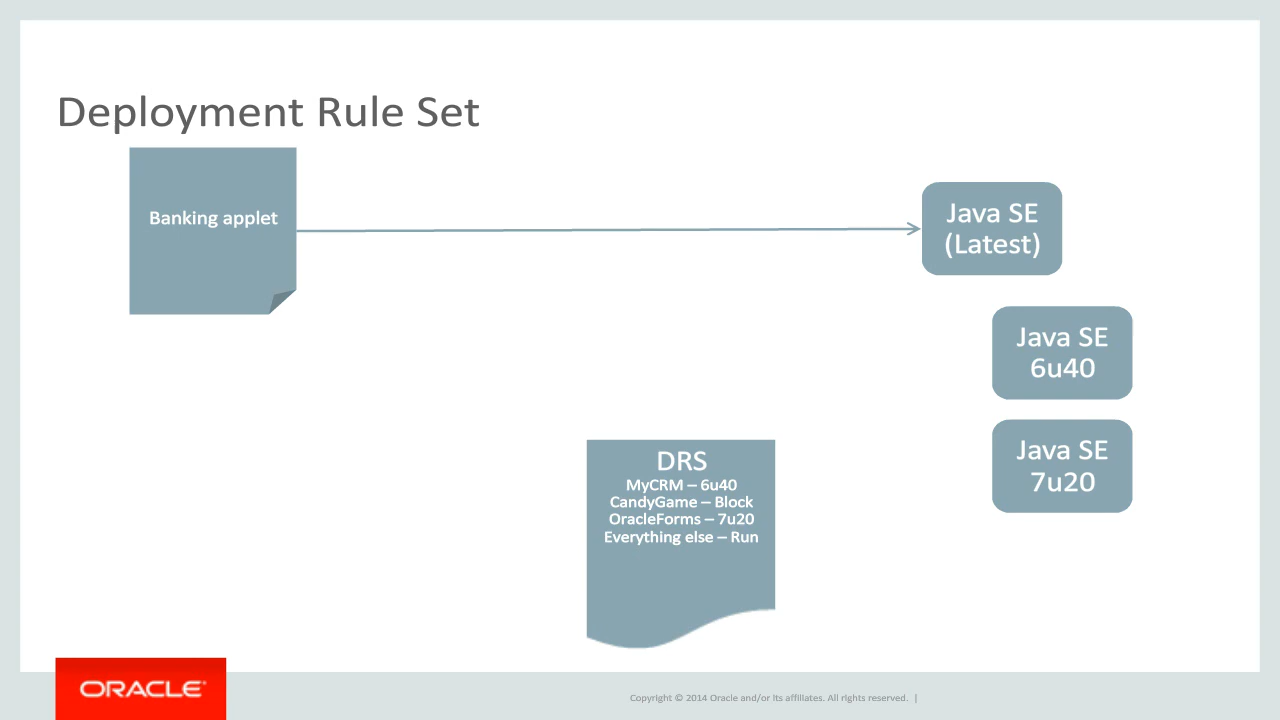 Deployment Rule Set
Banking applet
Java SE
(Latest)
Java SE
6u40
Java SE
7u20
DRS
MyCRM – 6u40
CandyGame – Block
OracleForms – 7u20
Everything else – Run
ORACLE®
Copyright © 2014 Oracle and/or its affiliates. All rights reserved. |